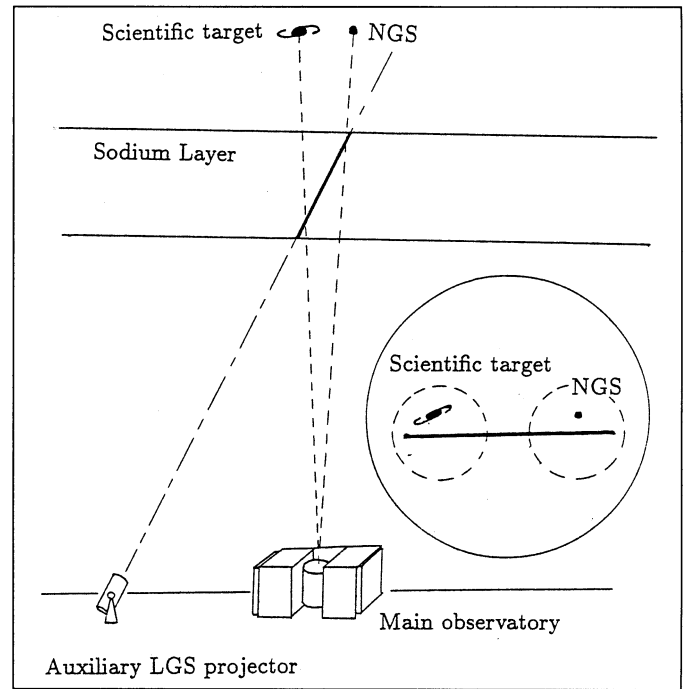 Scientific target
NGS
Sodium Layer
Scientific target
NGS
Main observatory
Auxiliary LGS projector